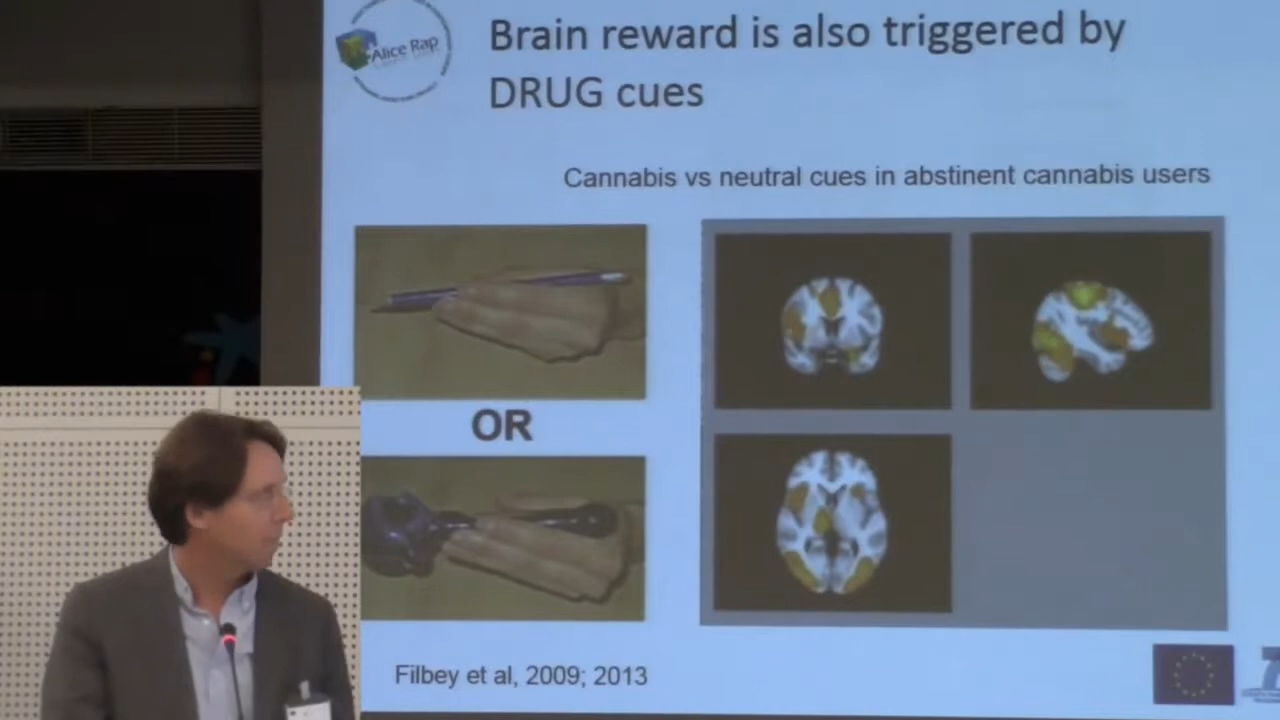 Alice Rap
Brain reward is also triggered by
DRUG cues
Cannabis vs neutral cues in abstinent cannabis users
OR
Filbey et al, 2009; 2013